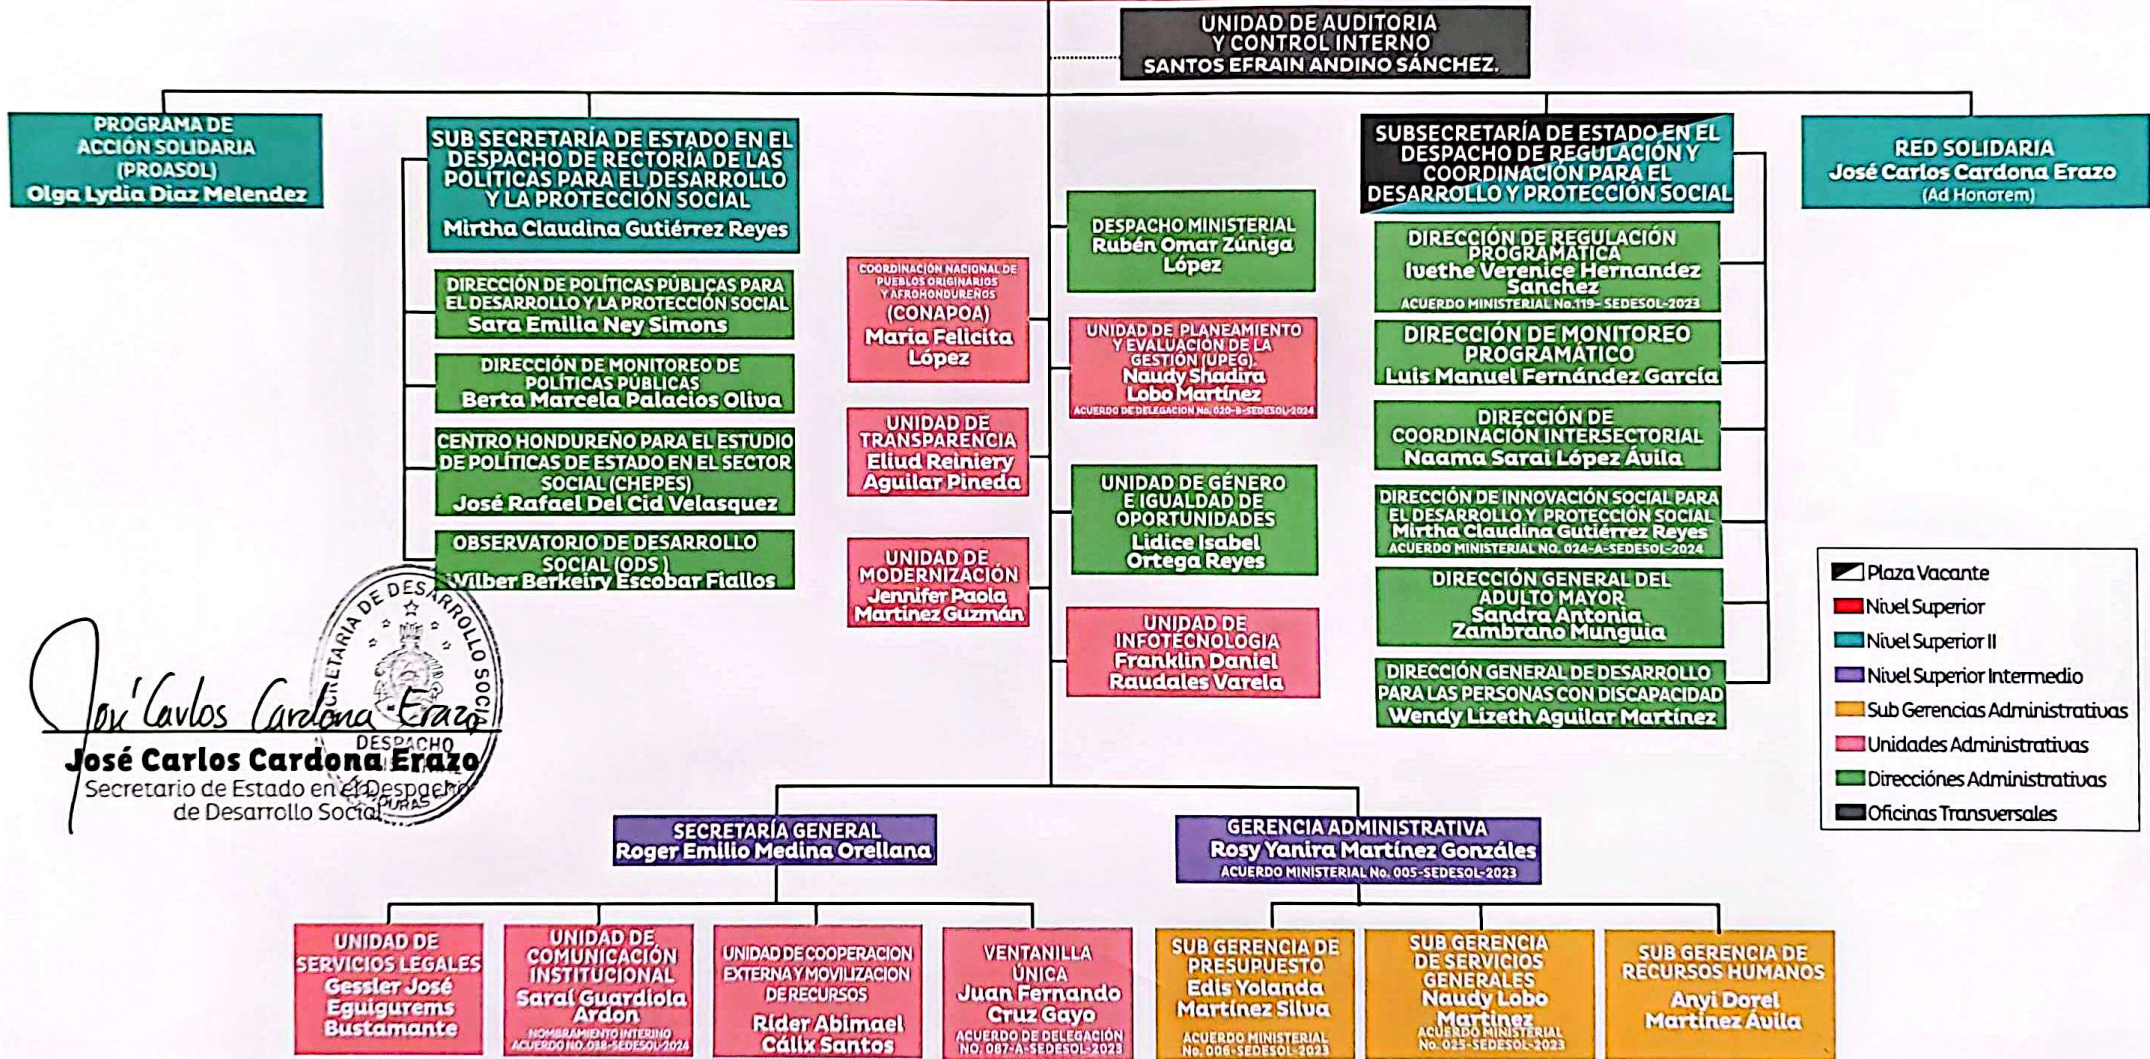 UNIDAD DE AUDITORIA
Y CONTROL INTERNO
SANTOS EFRAIN ANDINO SÁNCHEZ.
PROGRAMA DE
ACCIÓN SOLIDARIA
(PROASOL)
Olga Lydia Diaz Melendez
SUB SECRETARÍA DE ESTADO EN EL
DESPACHO DE RECTORÍA DE LAS
POLÍTICAS PARA EL DESARROLLO
Y LA PROTECCIÓN SOCIAL
Mirtha Claudina Gutiérrez Reyes
SUBSECRETARÍA DE ESTADO EN EL
DESPACHO DE REGULACIÓN Y
COORDINACIÓN PARA EL
DESARROLLO Y PROTECCIÓN SOCIAL
RED SOLIDARIA
José Carlos Cardona Erazo
(Ad Honorem)
DIRECCIÓN DE POLÍTICAS PÚBLICAS PARA
EL DESARROLLO Y LA PROTECCIÓN SOCIAL
Sara Emilia Ney Simons
DIRECCIÓN DE MONITOREO DE
POLÍTICAS PÚBLICAS
Berta Marcela Palacios Oliva
CENTRO HONDUREÑO PARA EL ESTUDIO
DE POLÍTICAS DE ESTADO EN EL SECTOR
SOCIAL (CHEPES)
José Rafael Del Cid Velasquez
OBSERVATORIO DE DESARROLLO
SOCIAL (ODS )
Wilber Berkeiry Escobar Fiallos
COORDINACIÓN NACIONAL DE
PUEBLOS ORIGINARIOS
Y AFROHONDUREÑOS
(CONAPOA)
María Felicita
López
UNIDAD DE
TRANSPARENCIA
Eliud Reiniery
Aguilar Pineda
UNIDAD DE
MODERNIZACIÓN
Jennifer Paola
Martinez Guzmán
DESPACHO MINISTERIAL
Rubén Omar Zúniga
López
UNIDAD DE PLANEAMIENTO
Y EVALUACIÓN DE LA
GESTIÓN (UPEG).
Naudy Shadira
Lobo Martínez
ACUERDO DE DELEGACIÓN No. 020-B-SEDESOL-2024
UNIDAD DE GÉNERO
E IGUALDAD DE
OPORTUNIDADES
Lidice Isabel
Ortega Reyes
UNIDAD DE
INFOTECNOLOGIA
Franklin Daniel
Raudales Varela
DIRECCIÓN DE REGULACIÓN
PROGRAMÁTICA
Ivethe Verenice Hernandez
Sanchez
ACUERDO MINISTERIAL No.119- SEDESOL-2023
DIRECCIÓN DE MONITOREO
PROGRAMÁTICO
Luis Manuel Fernández García
DIRECCIÓN DE
COORDINACIÓN INTERSECTORIAL
Naama Sarai López Ávila
DIRECCIÓN DE INNOVACIÓN SOCIAL PARA
EL DESARROLLO Y PROTECCIÓN SOCIAL
Mirtha Claudina Gutiérrez Reyes
ACUERDO MINISTERIAL NO. 024-A-SEDESOL-2024
DIRECCIÓN GENERAL DEL
ADULTO MAYOR
Sandra Antonia
Zambrano Munguia
DIRECCIÓN GENERAL DE DESARROLLO
PARA LAS PERSONAS CON DISCAPACIDAD
Wendy Lizeth Aguilar Martínez
Plaza Vacante
Nivel Superior
Nivel Superior II
Nivel Superior Intermedio
Sub Gerencias Administrativas
Unidades Administrativas
Direcciónes Administrativas
Oficinas Transversales
SECRETARIA DE DESARROLLO SOCIAL
DESPACHO
José Carlos Cardona Erazo
José Carlos Cardona Erazo
Secretario de Estado en el Despacho
de Desarrollo Social
SECRETARÍA GENERAL
Roger Emilio Medina Orellana
GERENCIA ADMINISTRATIVA
Rosy Yanira Martínez Gonzáles
ACUERDO MINISTERIAL No. 005-SEDESOL-2023
UNIDAD DE
SERVICIOS LEGALES
Gessler José
Eguigurems
Bustamante
UNIDAD DE
COMUNICACIÓN
INSTITUCIONAL
Saraí Guardiola
Ardon
NOMBRAMIENTO INTERINO
ACUERDO NO.038-SEDESOL-2024
UNIDAD DE COOPERACION
EXTERNA Y MOVILIZACION
DE RECURSOS
Ríder Abimael
Cálix Santos
VENTANILLA
ÚNICA
Juan Fernando
Cruz Gayo
ACUERDO DE DELEGACIÓN
NO. 087-A-SEDESOL-2023
SUB GERENCIA DE
PRESUPUESTO
Edis Yolanda
Martínez Silva
ACUERDO MINISTERIAL
No. 006-SEDESOL-2023
SUB GERENCIA
DE SERVICIOS
GENERALES
Naudy Lobo
Martinez
ACUERDO MINISTERIAL
No. 025-SEDESOL-2023
SUB GERENCIA DE
RECURSOS HUMANOS
Anyi Dorel
Martínez Ávila